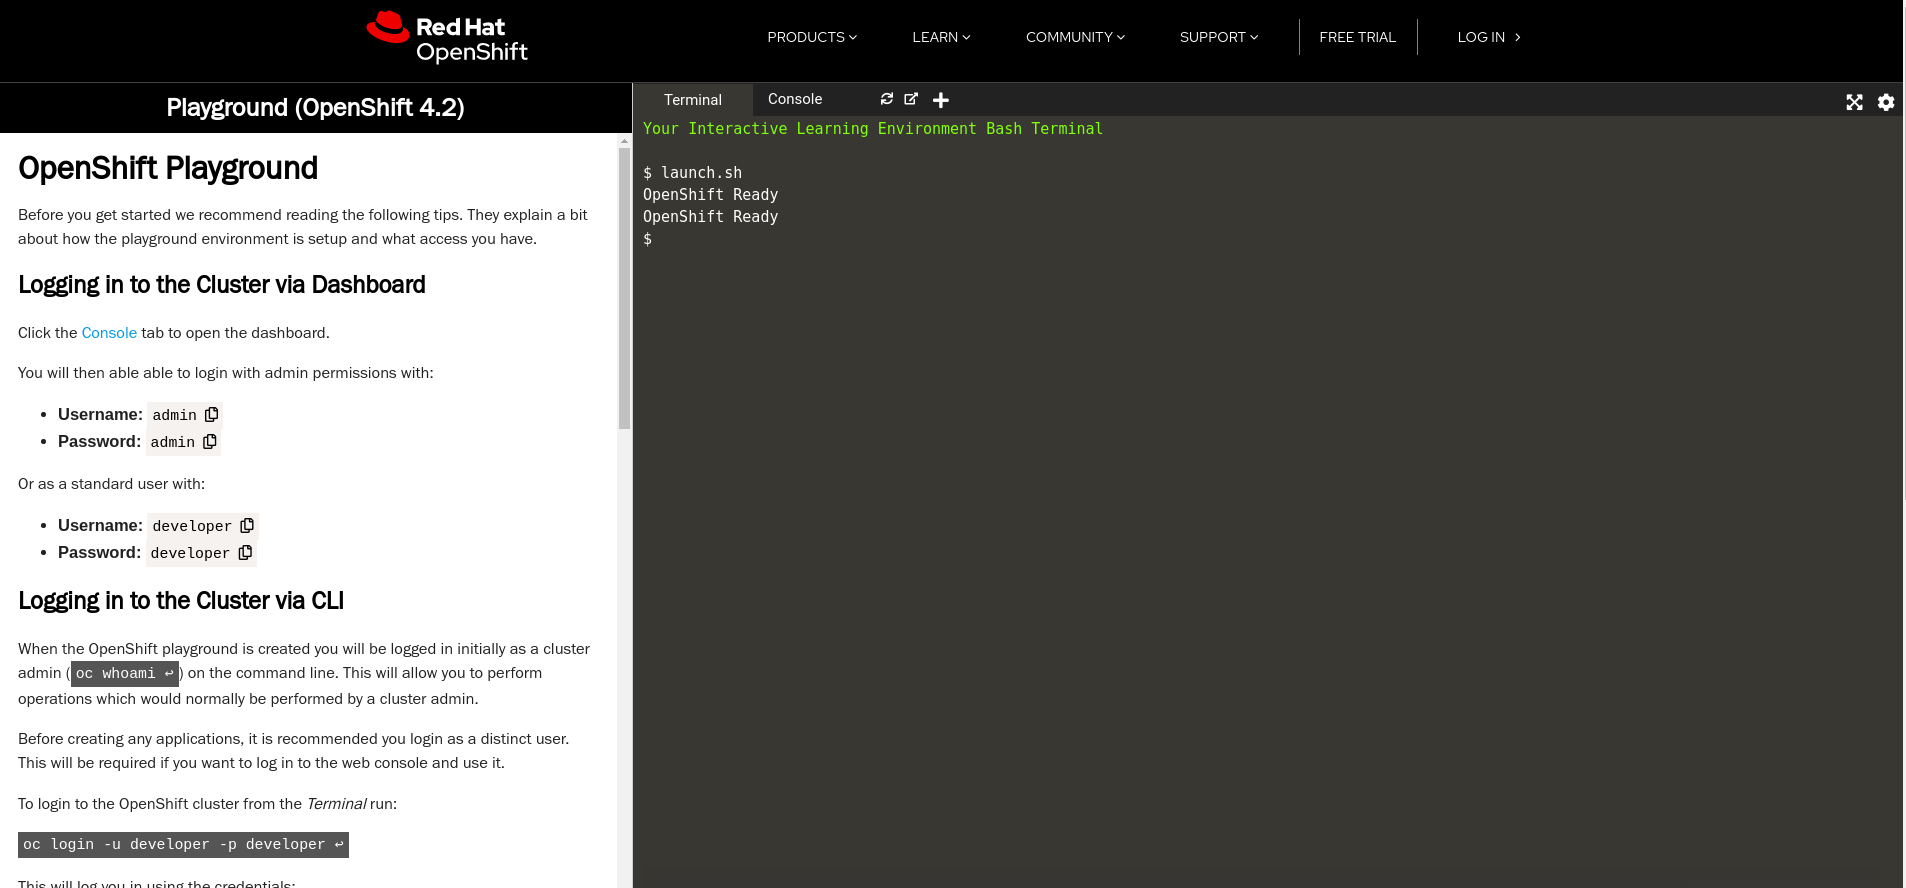 Red Hat
OpenShift
PRODUCTS
LEARN
COMMUNITY
SUPPORT
FREE TRIAL
LOG IN
Playground (OpenShift 4.2)
OpenShift Playground
Before you get started we recommend reading the following tips. They explain a bit
about how the playground environment is setup and what access you have.
Logging in to the Cluster via Dashboard
Click the Console tab to open the dashboard.
You will then able able to login with admin permissions with:
• Username: admin
• Password: admin
Or as a standard user with:
• Username: developer
• Password: developer
Logging in to the Cluster via CLI
When the OpenShift playground is created you will be logged in initially as a cluster
admin (oc whoami ↩) on the command line. This will allow you to perform
operations which would normally be performed by a cluster admin.
Before creating any applications, it is recommended you login as a distinct user.
This will be required if you want to log in to the web console and use it.
To login to the OpenShift cluster from the Terminal run:
oc login -u developer -p developer ↩
This will log you in using the credentials:
Terminal
Console
Your Interactive Learning Environment Bash Terminal
$ launch.sh
OpenShift Ready
OpenShift Ready
$